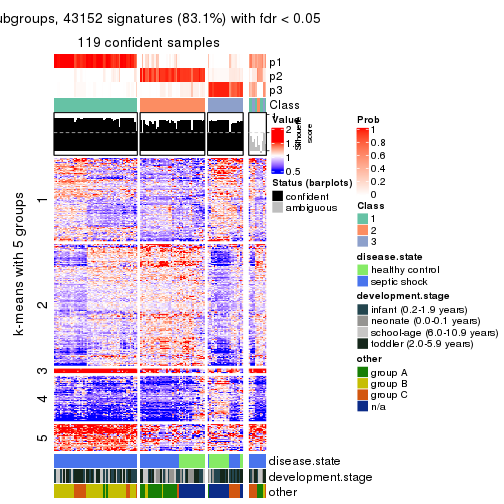 ubgroups, 43152 signatures (83.1%) with fdr < 0.05
119 confident samples
p1
p2
p3
Class
k-means with 5 groups
1
2
3
4
5
disease.state
development.stage
other
Value
2
1.5
1
0.5
Silhouette
score
Status (barplots)
confident
ambiguous
Prob
1
0.8
0.6
0.4
0.2
0
Class
1
2
3
disease.state
healthy control
septic shock
development.stage
infant (0.2-1.9 years)
neonate (0.0-0.1 years)
school-age (6.0-10.9 years)
toddler (2.0-5.9 years)
other
group A
group B
group C
n/a